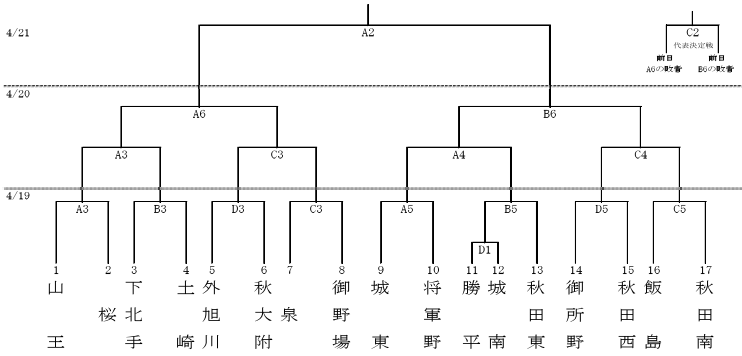 4/21
A2
C2
代表決定戦
前日 前日
A6の敗者 B6の敗者
4/20
A6 B6
A3 C3 A4 C4
4/19
A3 B3 D3 C3 A5 B5 D5 C5
D1
1 2 3 4 5 6 7 8 9 10 11 12 13 14 15 16 17
山王
桜
下北手
土崎
外旭川
秋大附
泉
御野場
城東
将軍野
勝平
城南
秋田東
御所野
秋田西
飯島
秋田南